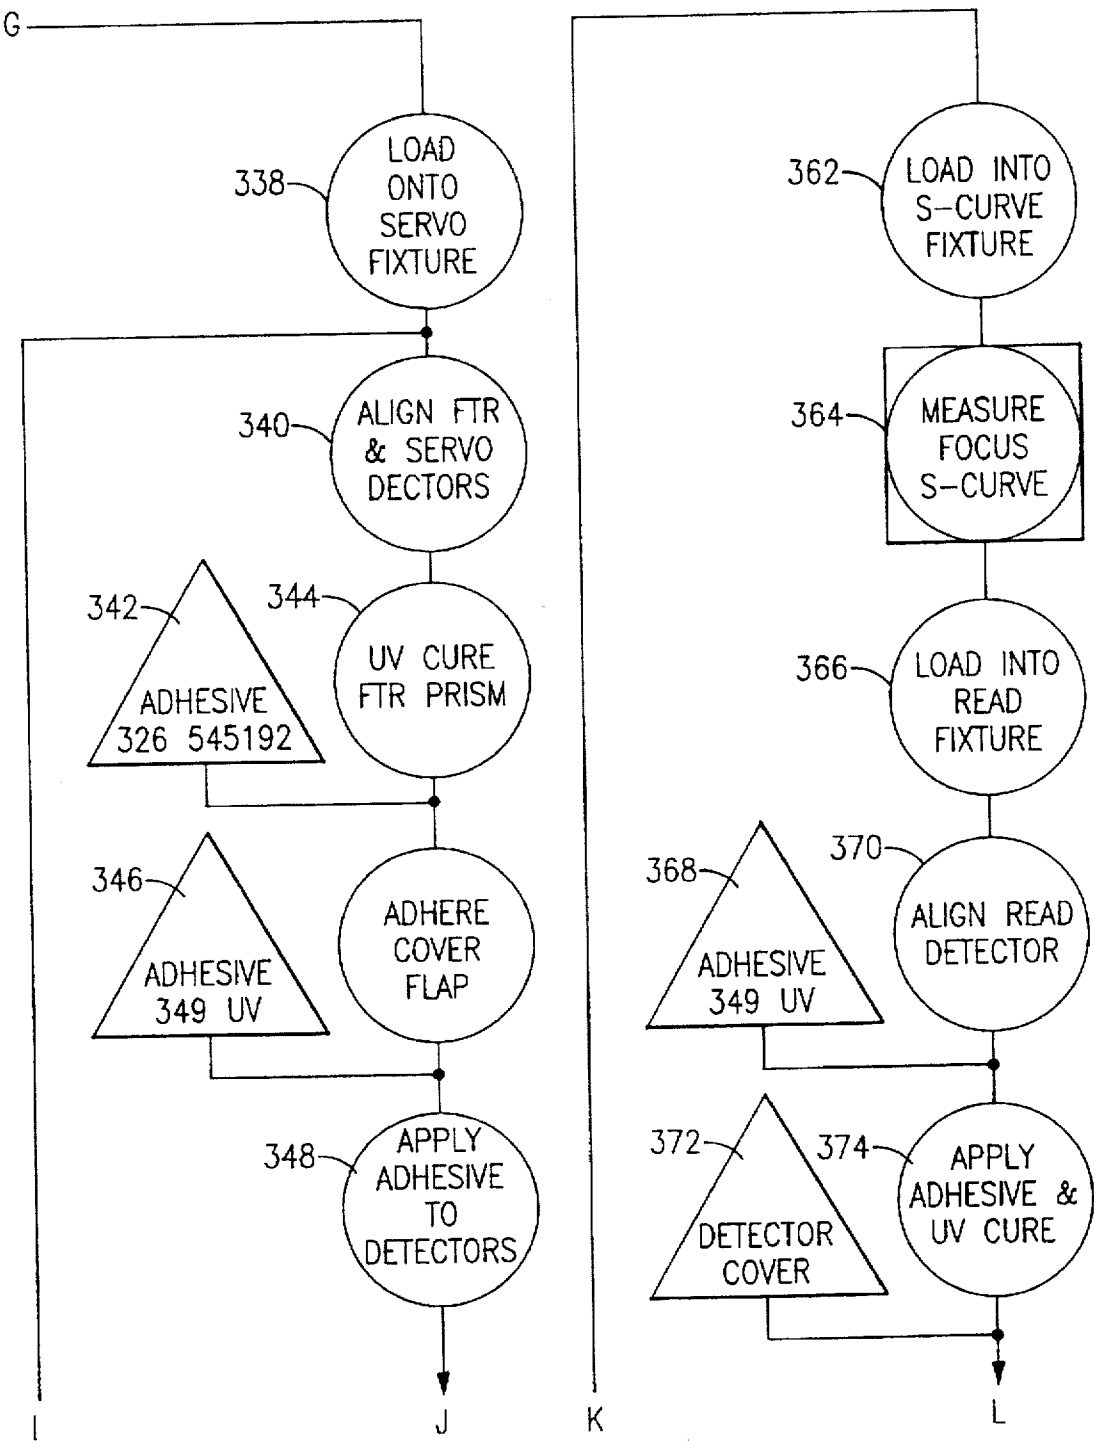 G
LOAD
ONTO
SERVO
FIXTURE
338
ALIGN FTR
& SERVO
DECTORS
340
342
ADHESIVE
326 545192
344
UV CURE
FTR PRISM
346
ADHESIVE
349 UV
ADHERE
COVER
FLAP
348
APPLY
ADHESIVE
TO
DETECTORS
I
J
362
LOAD INTO
S-CURVE
FIXTURE
364
MEASURE
FOCUS
S-CURVE
366
LOAD INTO
READ
FIXTURE
368
ADHESIVE
349 UV
370
ALIGN READ
DETECTOR
372
DETECTOR
COVER
374
APPLY
ADHESIVE &
UV CURE
K
L